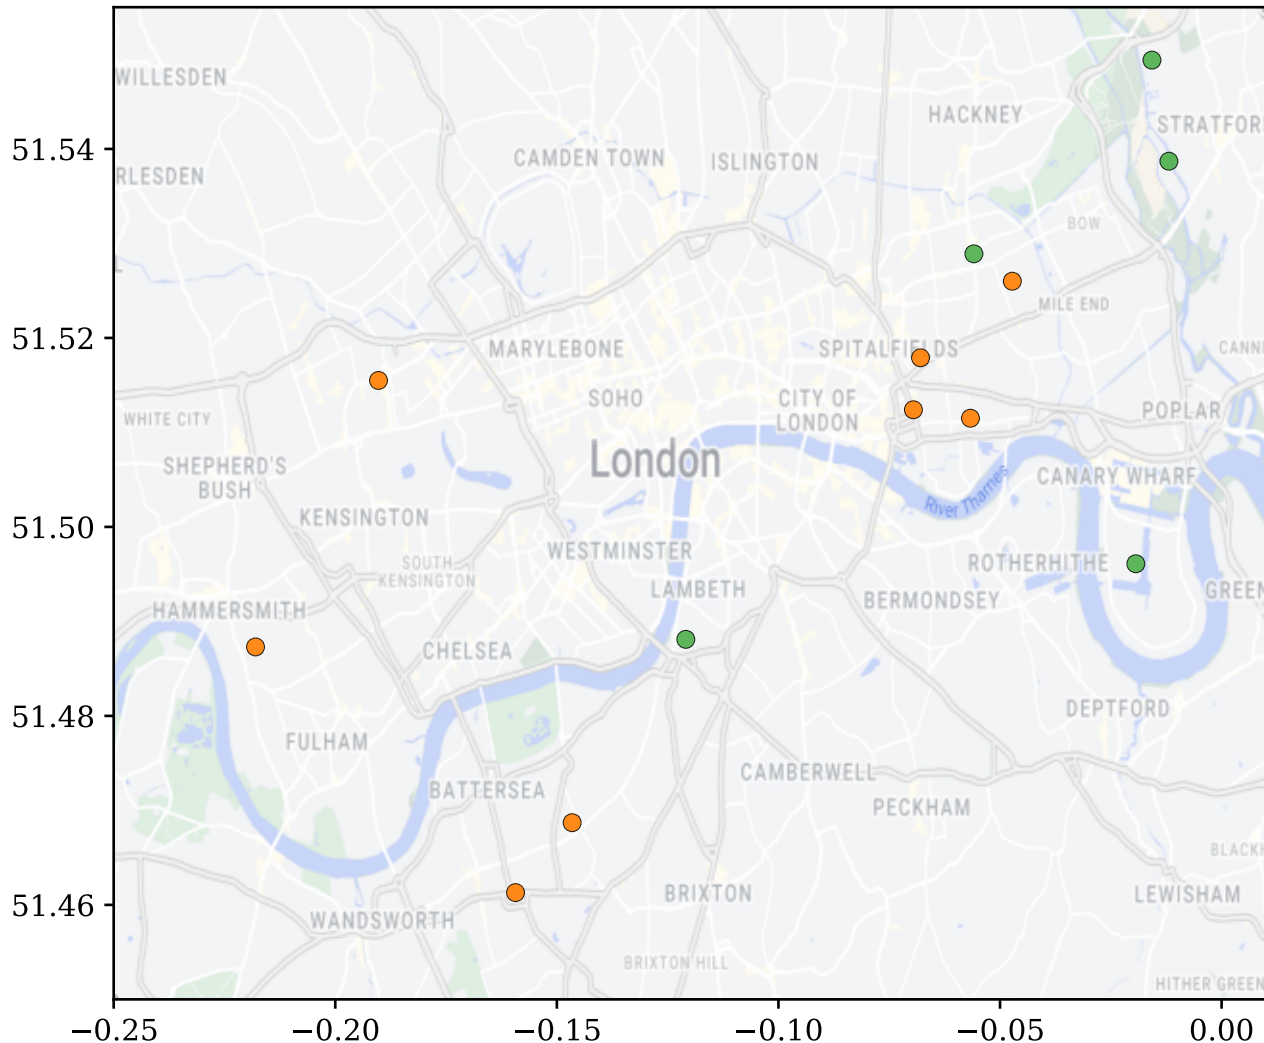 WILLESDEN
HACKNEY
STRATFOR
51.54
CAMDEN TOWN
ISLINGTON
RLESDEN
BOW
L
MILE END
51.52
MARYLEBONE
SPITALFIELDS
CANN
SOHO
CITY OF
LONDON
POPLAR
WHITE CITY
London
SHEPHERD'S
BUSH
CANARY WHARF
River Thames
KENSINGTON
51.50
WESTMINSTER
SOUTH
KENSINGTON
ROTHERHITHE
LAMBETH
GREEN
BERMONDSEY
HAMMERSMITH
CHELSEA
51.48
DEPTFORD
FULHAM
CAMBERWELL
BATTERSEA
PECKHAM
BLACKH
51.46
BRIXTON
LEWISHAM
WANDSWORTH
BRIXTON HILL
HITHER GREEN
−0.25
−0.20
−0.15
−0.10
−0.05
0.00